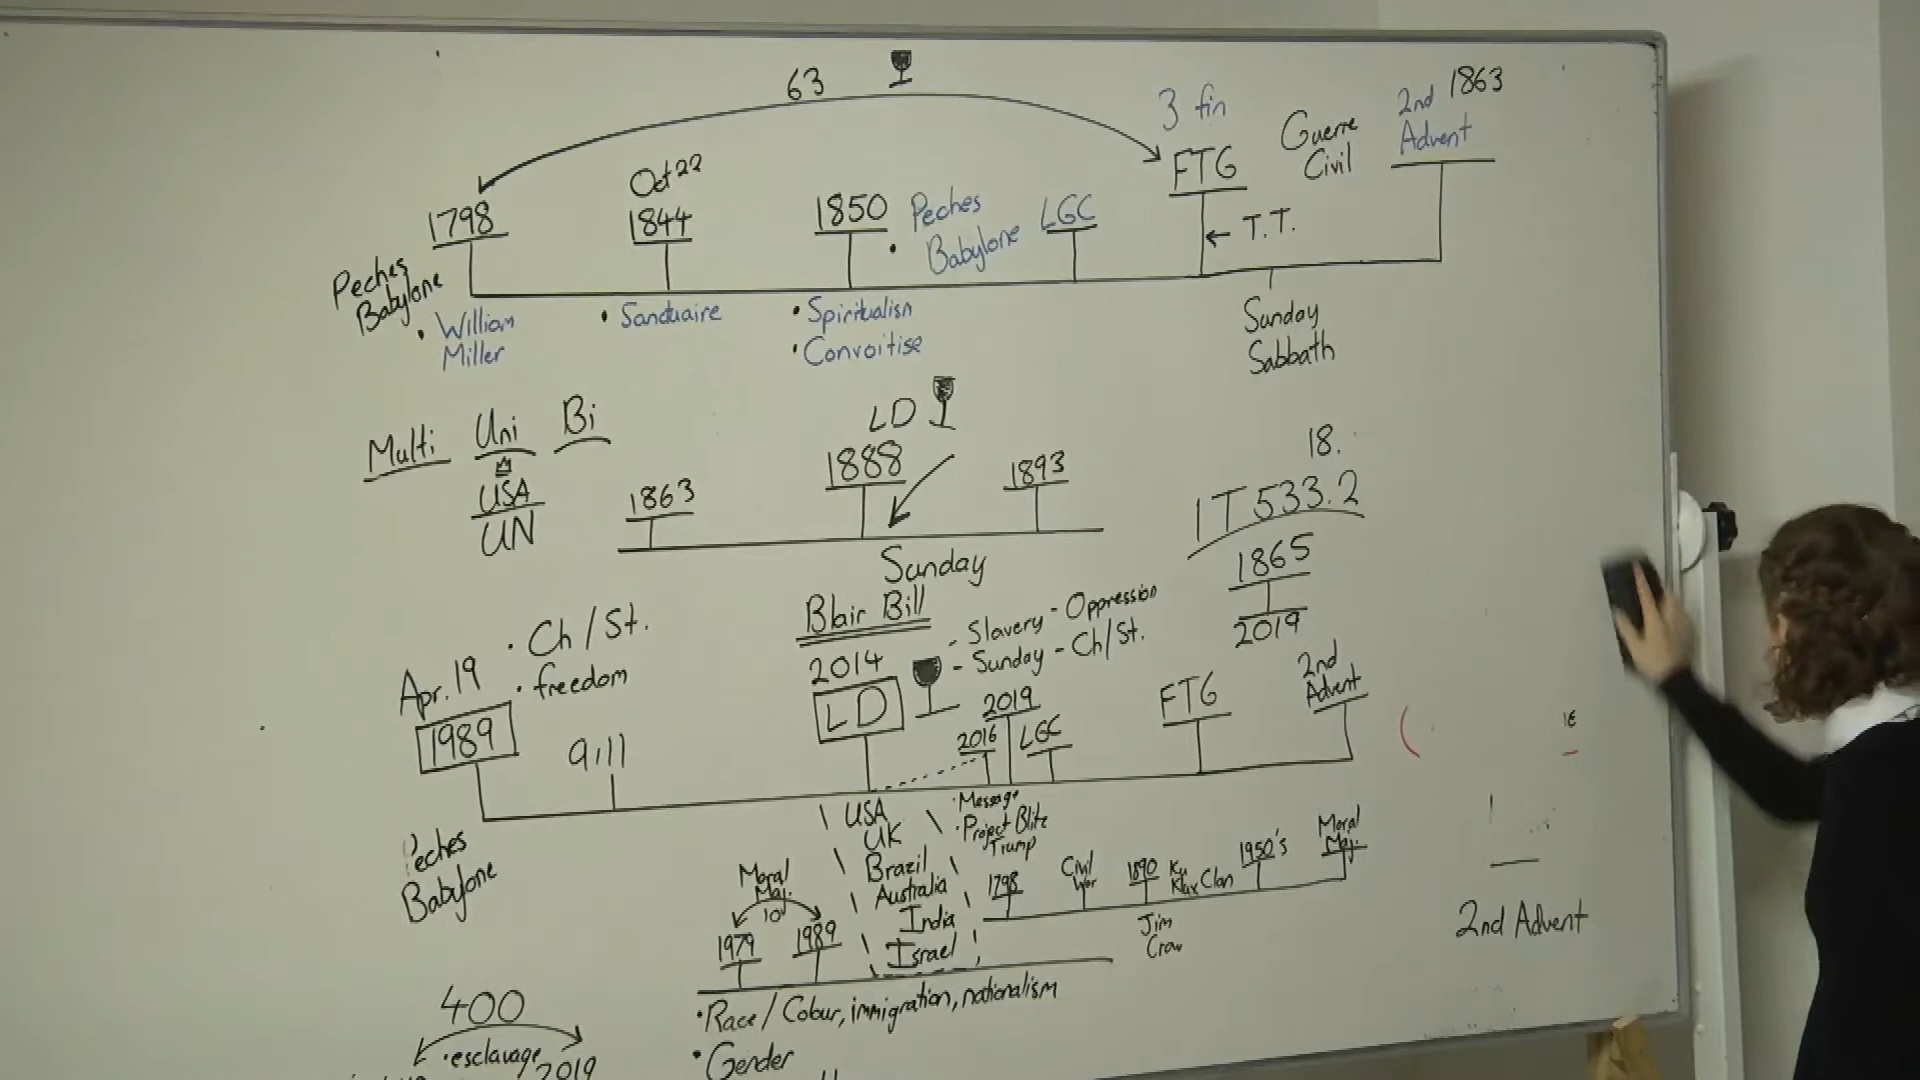 63
3 fin
Guerre
Civil
2nd 1863
Advent
Oct 22
1798
1844
1850
Peches
Babylone
LGC
FTG
← T.T.
Peches
Babylone
• William
Miller
• Sanctuaire
• Spiritualism
• Convoitise
Sunday
Sabbath
Multi Uni Bi
USA
UN
LD
1863
1888
1893
Sunday
18.
1T 533.2
1865
2019
Blair Bill
- Slavery - Oppression
- Sunday - Ch/St.
Apr. 19
• Ch/St.
• freedom
1989
9,11
2014
LD
2016
2019
LGC
FTG
2nd
Advent
Peches
Babylone
USA
UK
Brazil
Australia
India
Israel
• Message
• Project Blitz
Trump
Moral
Maj.
10
1979
1989
1798
Civil
War
1890
Ku
Klux Clan
1950's
Moral
Maj.
Jim
Crow
2nd Advent
• Race / Colour, immigration, nationalism
• Gender
400
• esclavage
2019